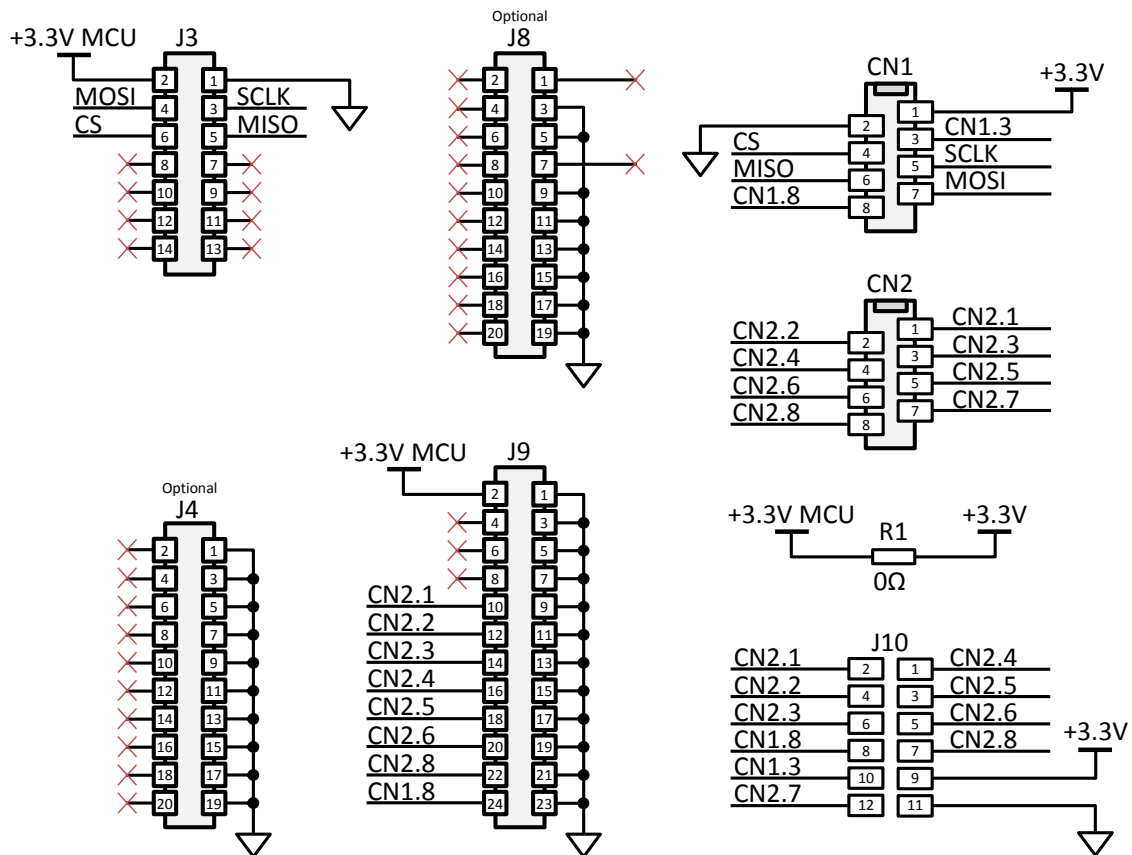 Optional
J3
J8
+3.3V MCU
CN1
+3.3V
2 1
MOSI 4 3 SCLK
CS 6 5 MISO
8 7
10 9
12 11
14 13
2 1
4 3
6 5
8 7
10 9
12 11
14 13
16 15
18 17
20 19
1
2
3 CN1.3
CS 4
5 SCLK
MISO 6
7 MOSI
CN1.8 8
CN2
1 CN2.1
CN2.2 2
3 CN2.3
CN2.4 4
5 CN2.5
CN2.6 6
7 CN2.7
CN2.8 8
Optional
J4
2 1
4 3
6 5
8 7
10 9
12 11
14 13
16 15
18 17
20 19
+3.3V MCU
J9
2 1
4 3
6 5
8 7
CN2.1 10 9
CN2.2 12 11
CN2.3 14 13
CN2.4 16 15
CN2.5 18 17
CN2.6 20 19
CN2.8 22 21
CN1.8 24 23
+3.3V MCU
R1
+3.3V
0Ω
J10
CN2.1 2 1 CN2.4
CN2.2 4 3 CN2.5
CN2.3 6 5 CN2.6
+3.3V
CN1.8 8 7 CN2.8
CN1.3 10 9
CN2.7 12 11